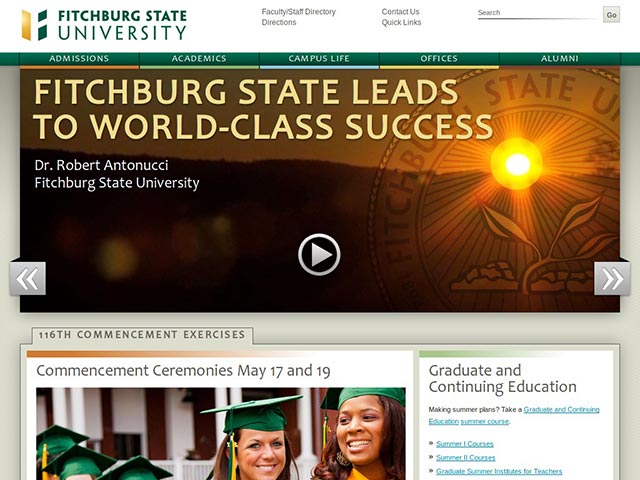 FITCHBURG STATE
UNIVERSITY
Faculty/Staff Directory
Directions
Contact Us
Quick Links
Search
Go
ADMISSIONS
ACADEMICS
CAMPUS LIFE
OFFICES
ALUMNI
FITCHBURG STATE LEADS
TO WORLD-CLASS SUCCESS
Dr. Robert Antonucci
Fitchburg State University
FITCHBURG STATE U
116TH COMMENCEMENT EXERCISES
Commencement Ceremonies May 17 and 19
Graduate and
Continuing Education
Making summer plans? Take a Graduate and Continuing
Education summer course.
» Summer I Courses
» Summer II Courses
» Graduate Summer Institutes for Teachers